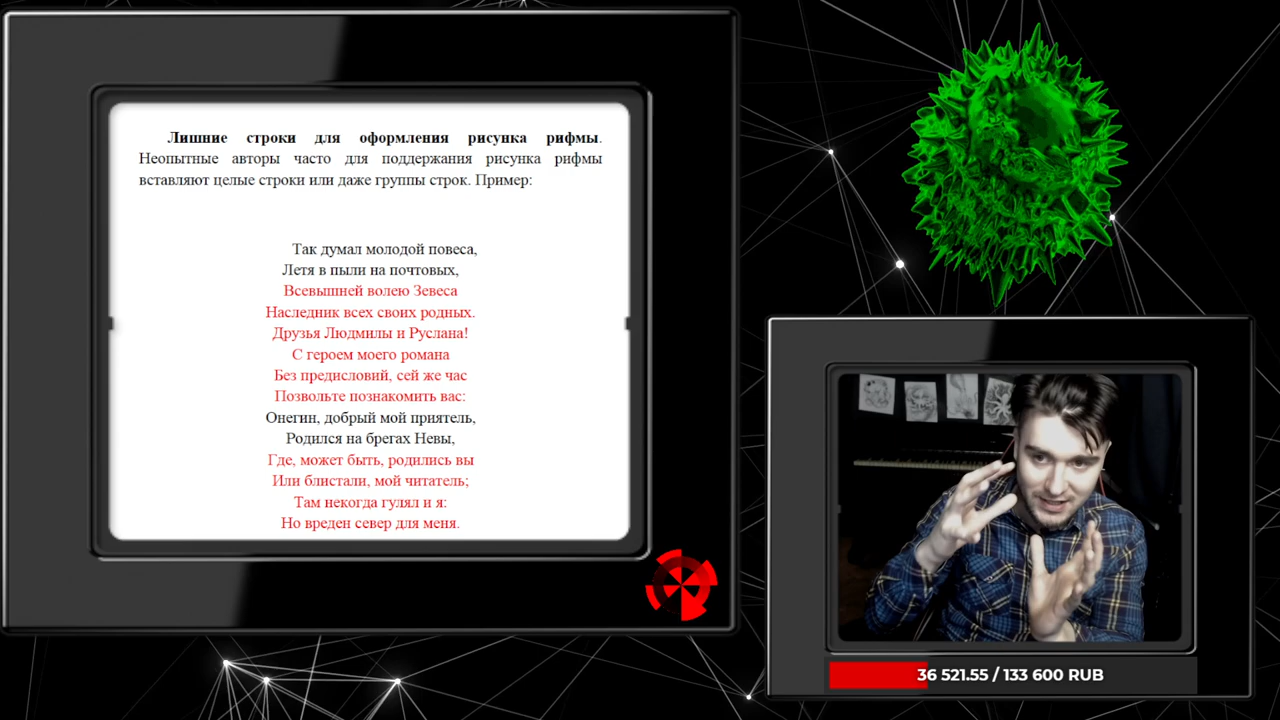 Лишние строки для оформления рисунка рифмы.
Неопытные авторы часто для поддержания рисунка рифмы
вставляют целые строки или даже группы строк. Пример:
Так думал молодой повеса,
Летя в пыли на почтовых,
Всевышней волею Зевеса
Наследник всех своих родных.
Друзья Людмилы и Руслана!
С героем моего романа
Без предисловий, сей же час
Позвольте познакомить вас:
Онегин, добрый мой приятель,
Родился на брегах Невы,
Где, может быть, родились вы
Или блистали, мой читатель;
Там некогда гулял и я:
Но вреден север для меня.
36 521.55 / 133 600 RUB